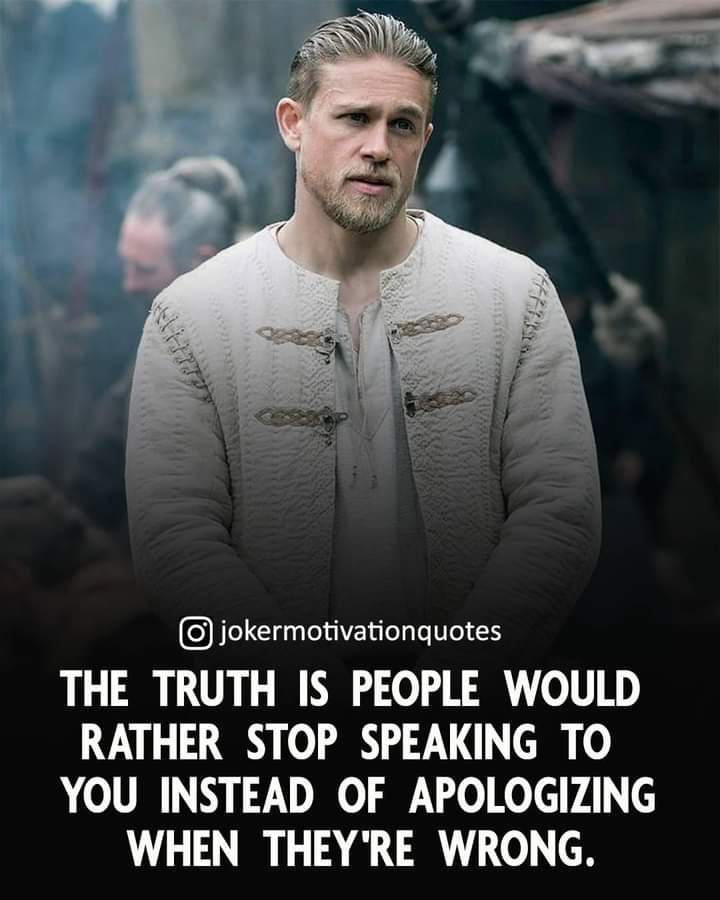 jokermotivationquotes
THE TRUTH IS PEOPLE WOULD
RATHER STOP SPEAKING TO
YOU INSTEAD OF APOLOGIZING
WHEN THEY'RE WRONG.